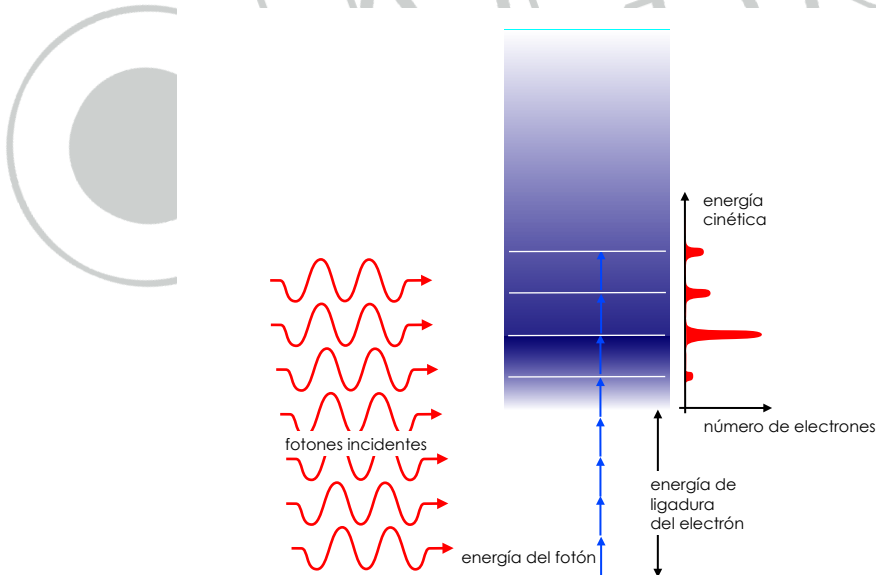 energía
cinética
número de electrones
fotones incidentes
energía de
ligadura
del electrón
energía del fotón